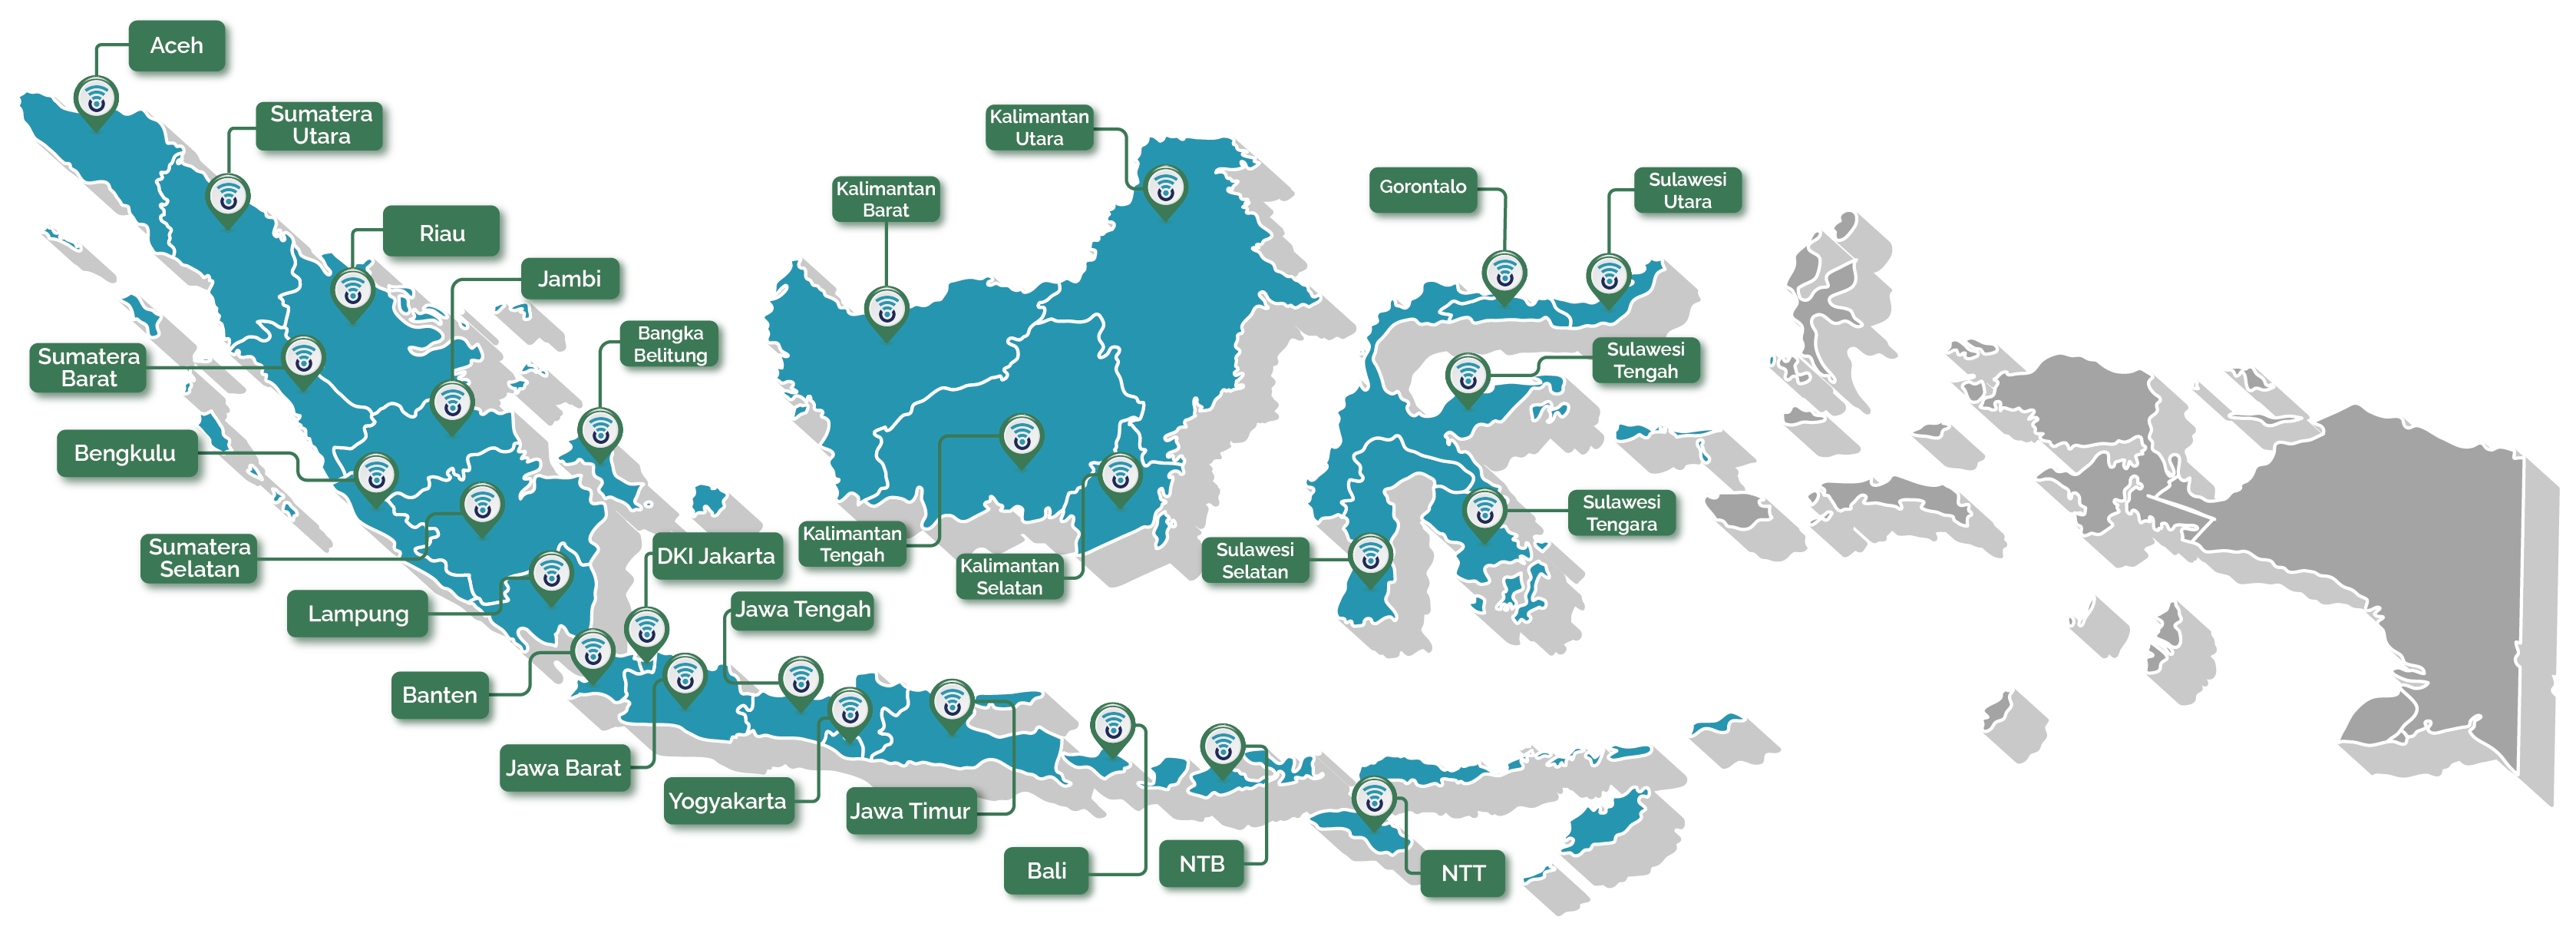 Aceh
Sumatera
Utara
Riau
Jambi
Bangka
Belitung
Sumatera
Barat
Bengkulu
Sumatera
Selatan
Lampung
Banten
DKI Jakarta
Jawa Tengah
Jawa Barat
Yogyakarta
Jawa Timur
Bali
NTB
NTT
Kalimantan
Utara
Kalimantan
Barat
Kalimantan
Tengah
Kalimantan
Selatan
Gorontalo
Sulawesi
Utara
Sulawesi
Tengah
Sulawesi
Tengara
Sulawesi
Selatan